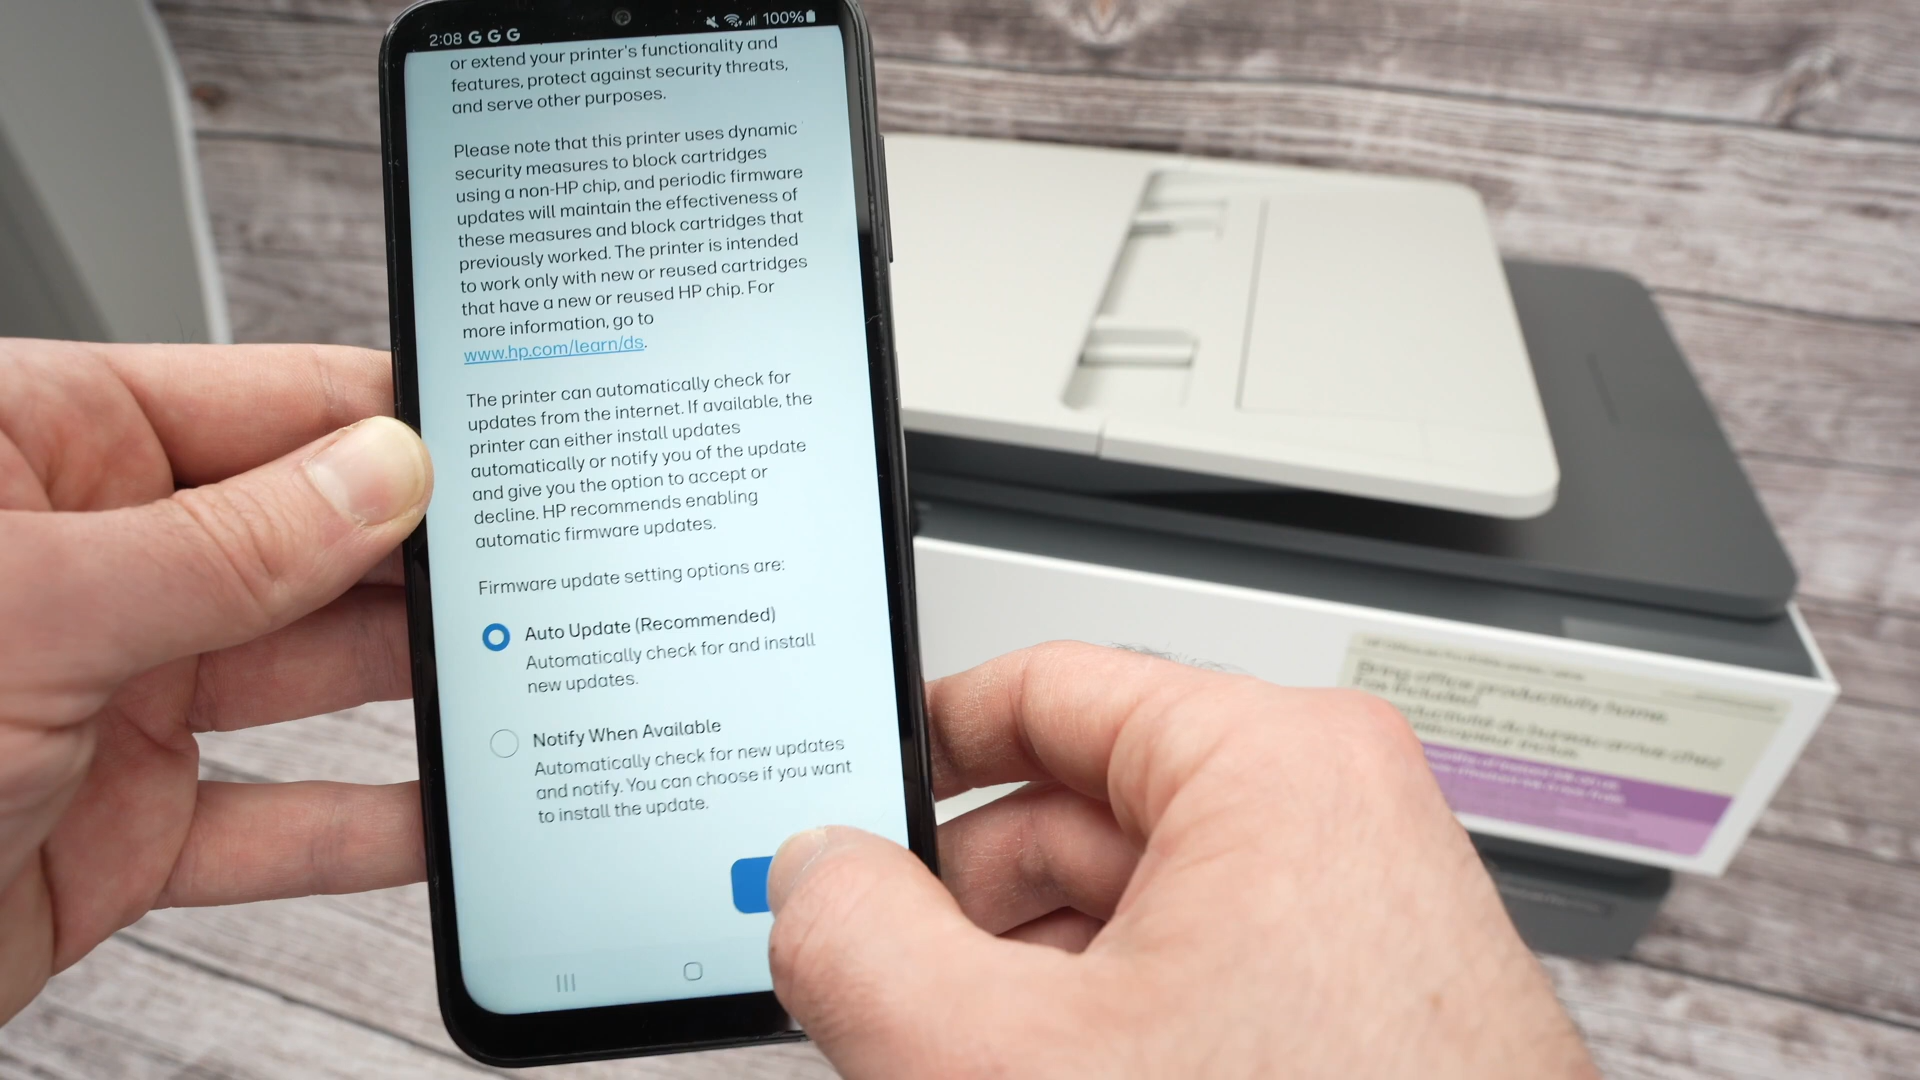 2:08 G G G 100%
or extend your printer's functionality and
features, protect against security threats,
and serve other purposes.
Please note that this printer uses dynamic
security measures to block cartridges
using a non-HP chip, and periodic firmware
updates will maintain the effectiveness of
these measures and block cartridges that
previously worked. The printer is intended
to work only with new or reused cartridges
that have a new or reused HP chip. For
more information, go to
www.hp.com/learn/ds.
The printer can automatically check for
updates from the internet. If available, the
printer can either install updates
automatically or notify you of the update
and give you the option to accept or
decline. HP recommends enabling
automatic firmware updates.
Firmware update setting options are:
Auto Update (Recommended)
Automatically check for and install
new updates.
Notify When Available
Automatically check for new updates
and notify. You can choose if you want
to install the update.
Bring office productivity home.
Fax included